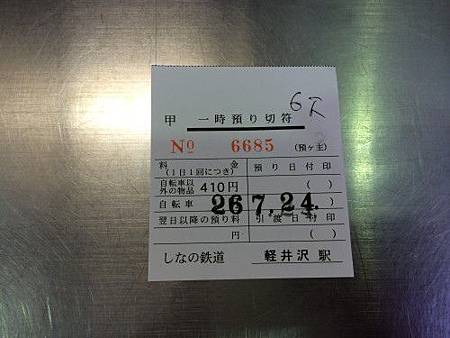 6尺
甲 一時預り切符
No 6685 (預ヶ主)
料 金 預り日付印
(1日1回につき)
自転車以外の物品 410円 ( )
自転車 26 7.24.
翌日以降の預り料 引渡日付印
円 ( )
しなの鉄道 軽井沢 駅